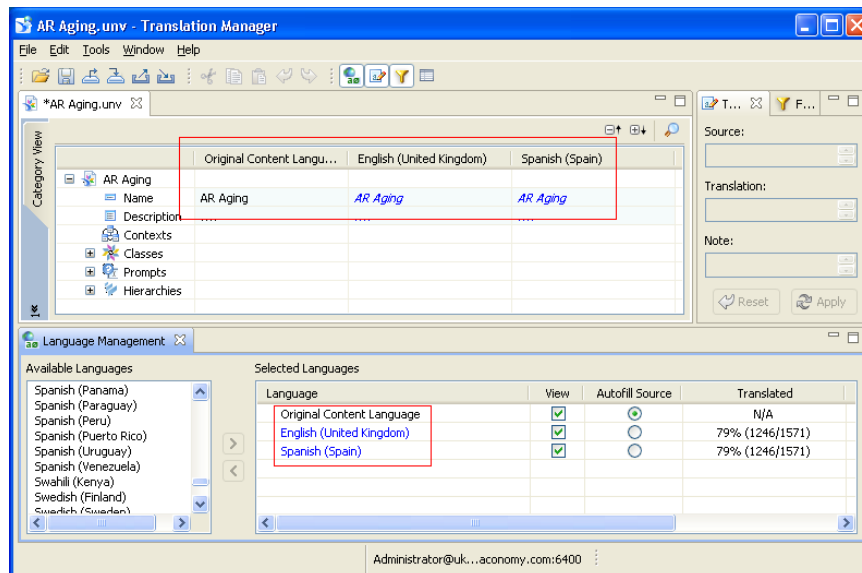 AR Aging.unv - Translation Manager
File Edit Tools Window Help
*AR Aging.unv
T... F...
Category View
Original Content Langu... English (United Kingdom) Spanish (Spain)
AR Aging
Name AR Aging AR Aging AR Aging
Description .... .... ....
Contexts
Classes
Prompts
Hierarchies
Source:
Translation:
Note:
Reset Apply
Language Management
Available Languages
Spanish (Panama)
Spanish (Paraguay)
Spanish (Peru)
Spanish (Puerto Rico)
Spanish (Uruguay)
Spanish (Venezuela)
Swahili (Kenya)
Swedish (Finland)
Swedish (Sweden)
Selected Languages
Language View Autofill Source Translated
Original Content Language N/A
English (United Kingdom) 79% (1246/1571)
Spanish (Spain) 79% (1246/1571)
Administrator@uk...aconomy.com:6400